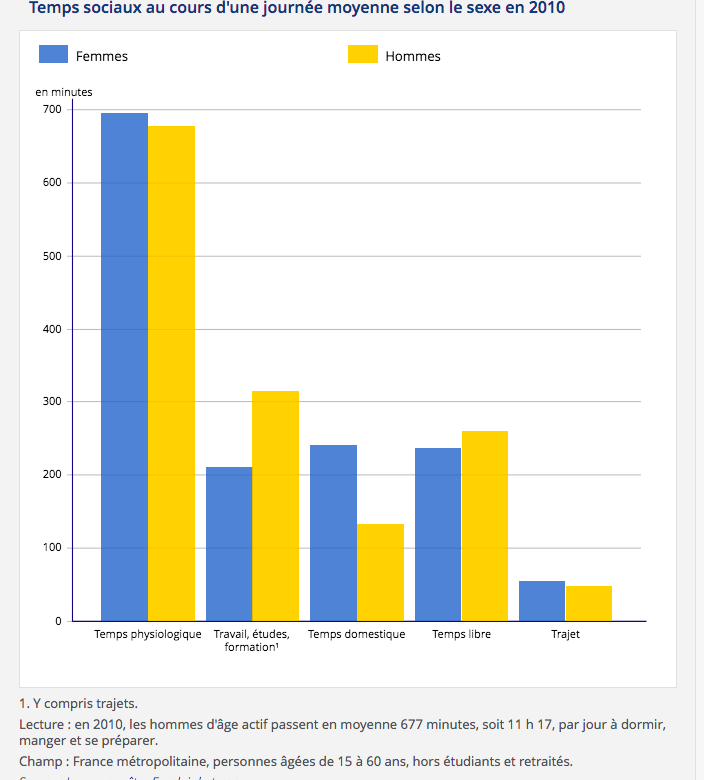 Temps sociaux au cours d'une journée moyenne selon le sexe en 2010
Femmes
Hommes
en minutes
700
600
500
400
300
200
100
0
Temps physiologique
Travail, études,
formation¹
Temps domestique
Temps libre
Trajet
1. Y compris trajets.
Lecture : en 2010, les hommes d'âge actif passent en moyenne 677 minutes, soit 11 h 17, par jour à dormir,
manger et se préparer.
Champ : France métropolitaine, personnes âgées de 15 à 60 ans, hors étudiants et retraités.